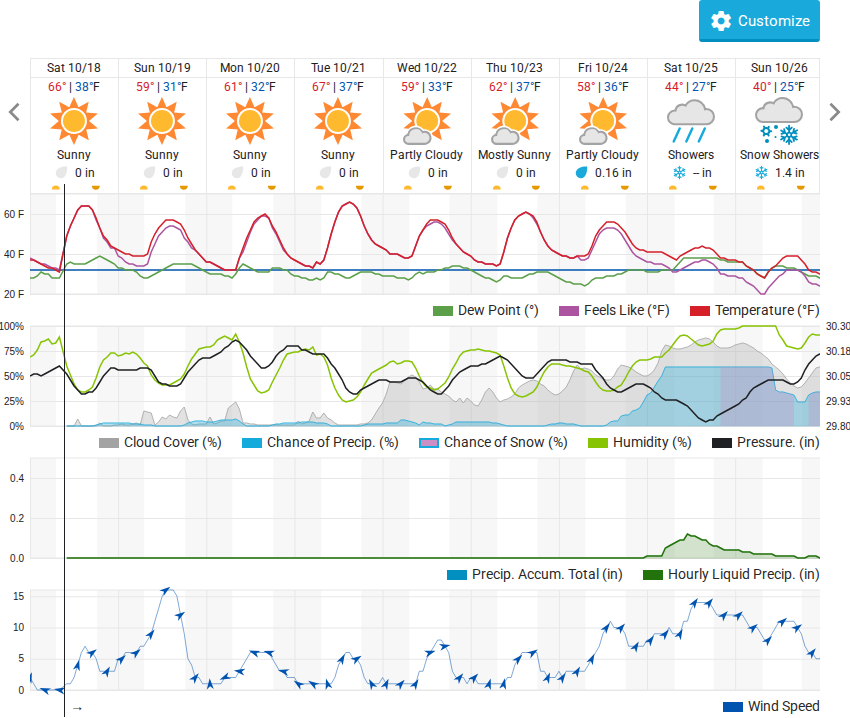 Customize
Sat 10/18 Sun 10/19 Mon 10/20 Tue 10/21 Wed 10/22 Thu 10/23 Fri 10/24 Sat 10/25 Sun 10/26
66° | 38°F 59° | 31°F 61° | 32°F 67° | 37°F 59° | 33°F 62° | 37°F 58° | 36°F 44° | 27°F 40° | 25°F
Sunny Sunny Sunny Sunny Partly Cloudy Mostly Sunny Partly Cloudy Showers Snow Showers
0 in 0 in 0 in 0 in 0 in 0 in 0.16 in – in 1.4 in
60 F
40 F
20 F
Dew Point (°) Feels Like (°F) Temperature (°F)
100% 30.30
75% 30.18
50% 30.05
25% 29.93
0% 29.80
Cloud Cover (%) Chance of Precip. (%) Chance of Snow (%) Humidity (%) Pressure. (in)
0.4
0.2
0.0
Precip. Accum. Total (in) Hourly Liquid Precip. (in)
15
10
5
0
→ Wind Speed